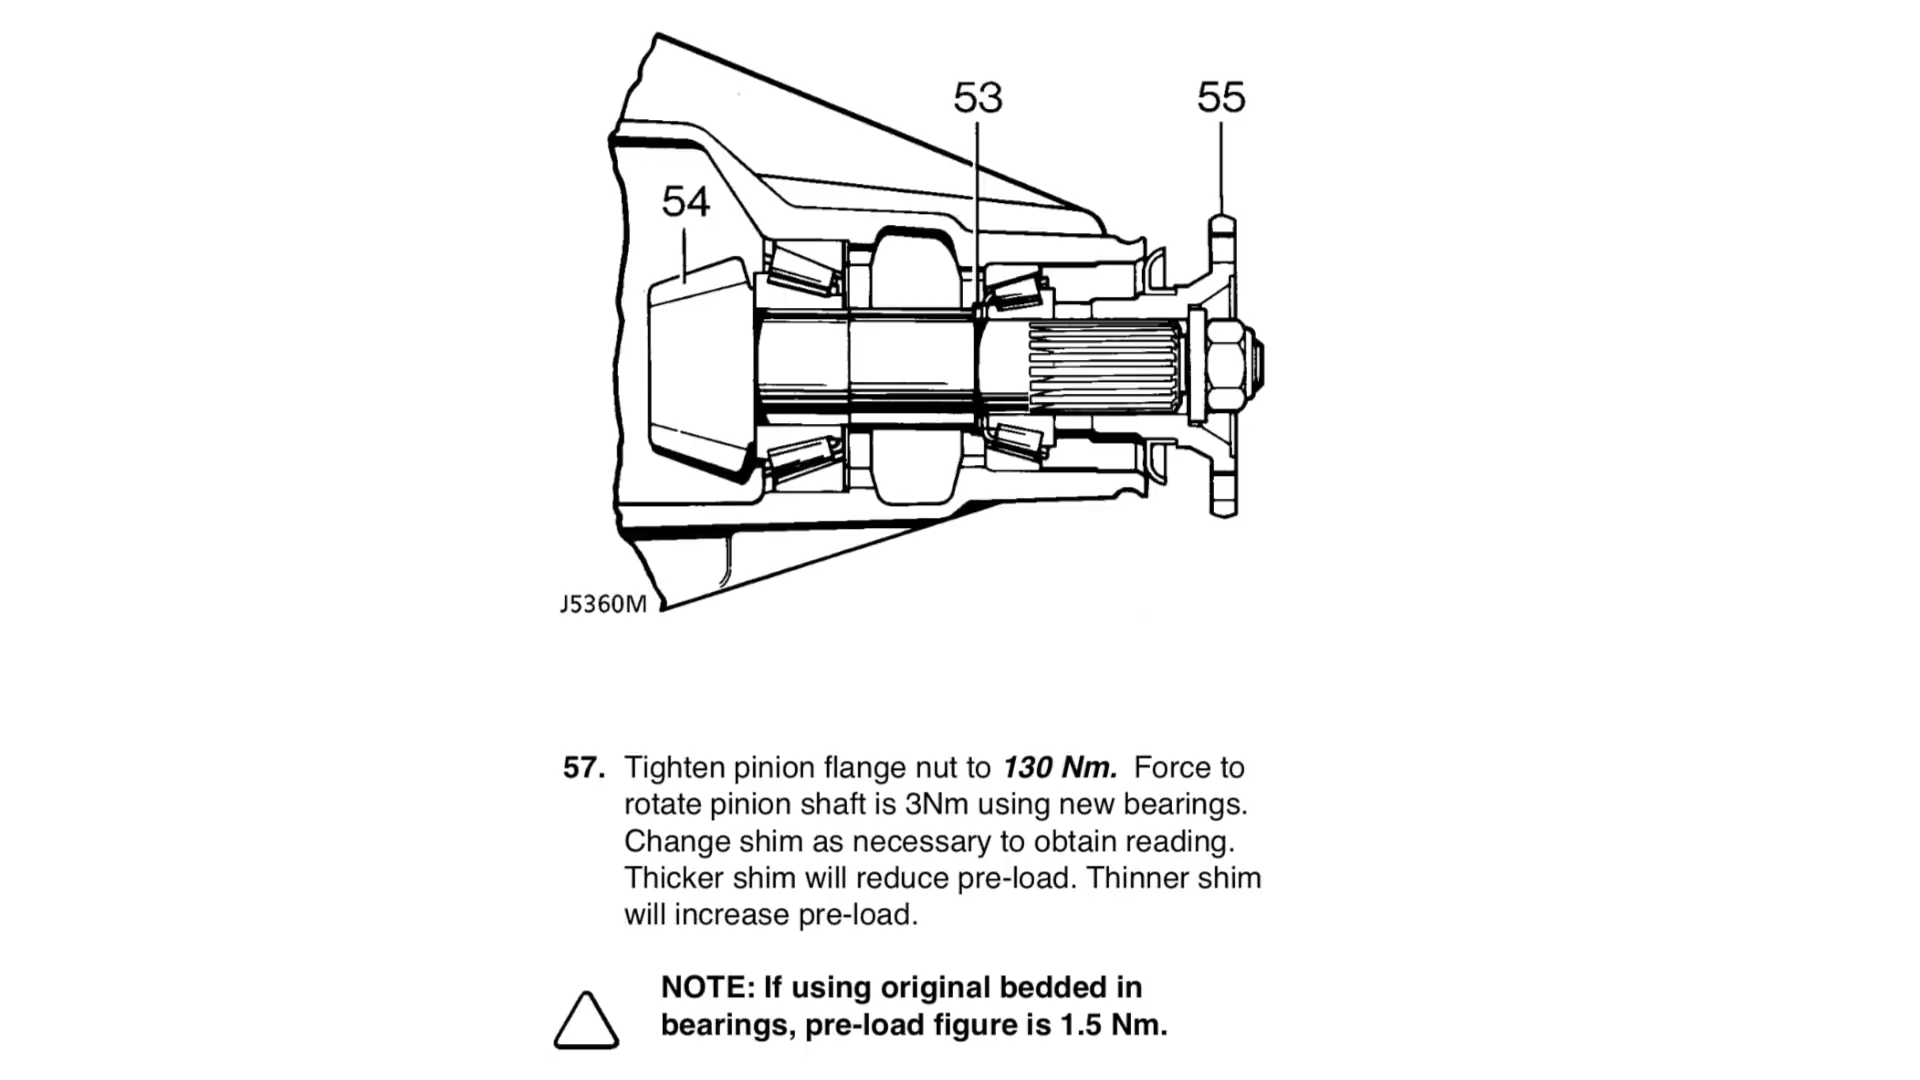 53
55
54
J5360M
57. Tighten pinion flange nut to 130 Nm. Force to
rotate pinion shaft is 3Nm using new bearings.
Change shim as necessary to obtain reading.
Thicker shim will reduce pre-load. Thinner shim
will increase pre-load.
NOTE: If using original bedded in
bearings, pre-load figure is 1.5 Nm.